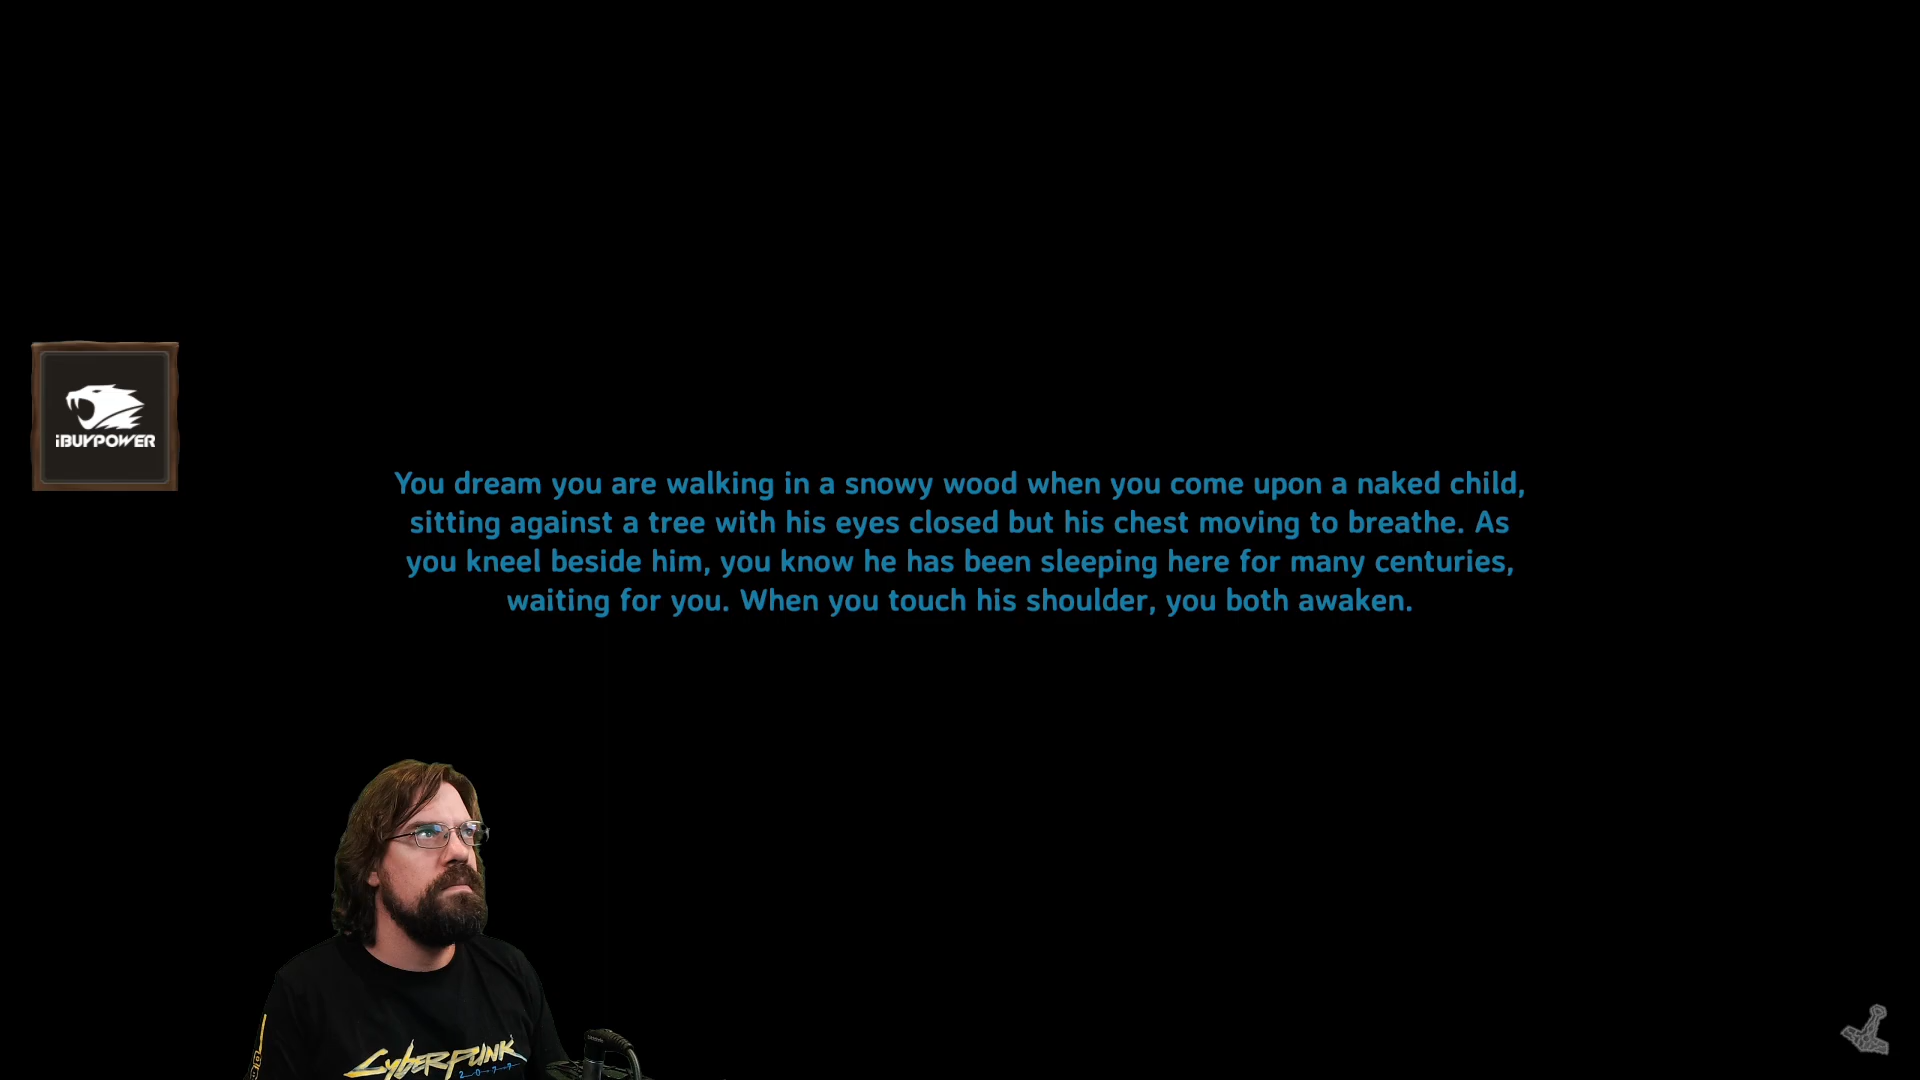 iBUYPOWER
You dream you are walking in a snowy wood when you come upon a naked child,
sitting against a tree with his eyes closed but his chest moving to breathe. As
you kneel beside him, you know he has been sleeping here for many centuries,
waiting for you. When you touch his shoulder, you both awaken.
Cyberpunk
2077